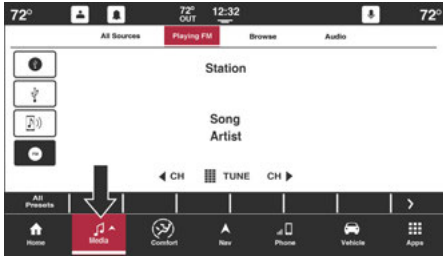 72° 72° OUT 12:32 72°
All Sources Playing FM Browse Audio
Station
Song
Artist
CH TUNE CH
All Presets
Home Media Comfort Nav Phone Vehicle Apps